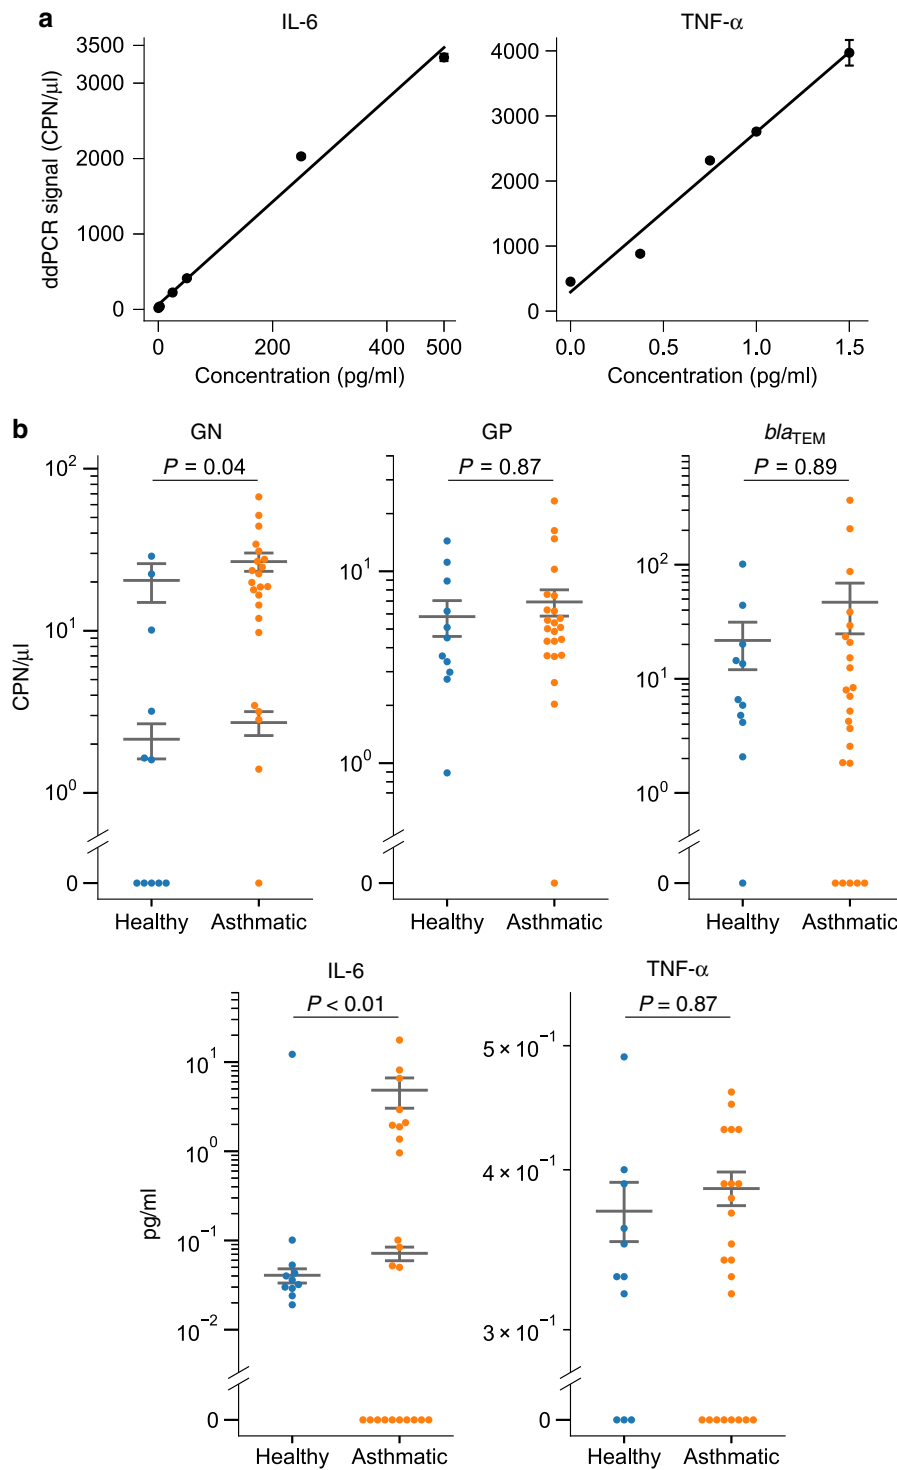 a
IL-6
TNF-α
ddPCR signal (CPN/μl)
3500
3000
2000
1000
0
0
200
400
500
Concentration (pg/ml)
4000
3000
2000
1000
0
0.0
0.5
1.0
1.5
Concentration (pg/ml)
b
GN
GP
bla_TEM
P = 0.04
P = 0.87
P = 0.89
CPN/μl
10²
10¹
10⁰
0
Healthy
Asthmatic
10¹
10⁰
0
Healthy
Asthmatic
10²
10¹
10⁰
0
Healthy
Asthmatic
IL-6
TNF-α
P < 0.01
P = 0.87
pg/ml
10¹
10⁰
10⁻¹
10⁻²
0
Healthy
Asthmatic
5 × 10⁻¹
4 × 10⁻¹
3 × 10⁻¹
0
Healthy
Asthmatic